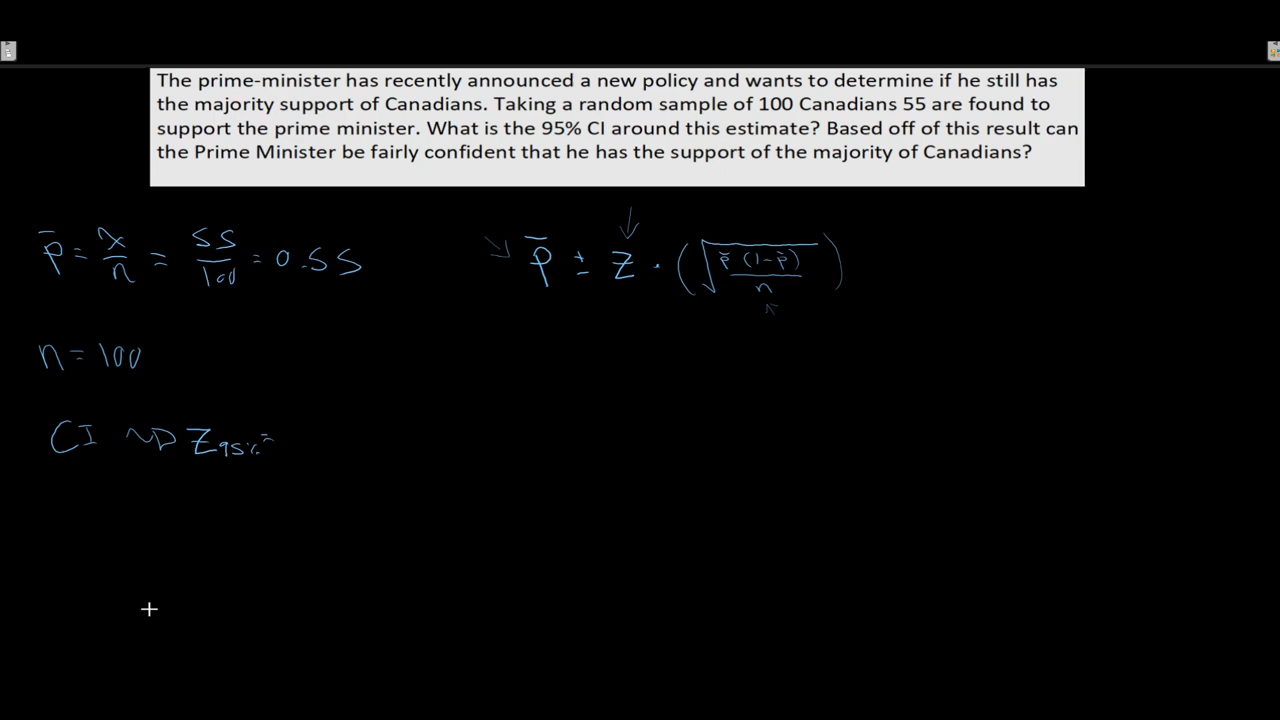 The prime-minister has recently announced a new policy and wants to determine if he still has
the majority support of Canadians. Taking a random sample of 100 Canadians 55 are found to
support the prime minister. What is the 95% CI around this estimate? Based off of this result can
the Prime Minister be fairly confident that he has the support of the majority of Canadians?
p̄ = x/n = 55/100 = 0.55
p̄ ± z · (√(p̄(1-p̄)/n))
n = 100
CI ~> Z95% =